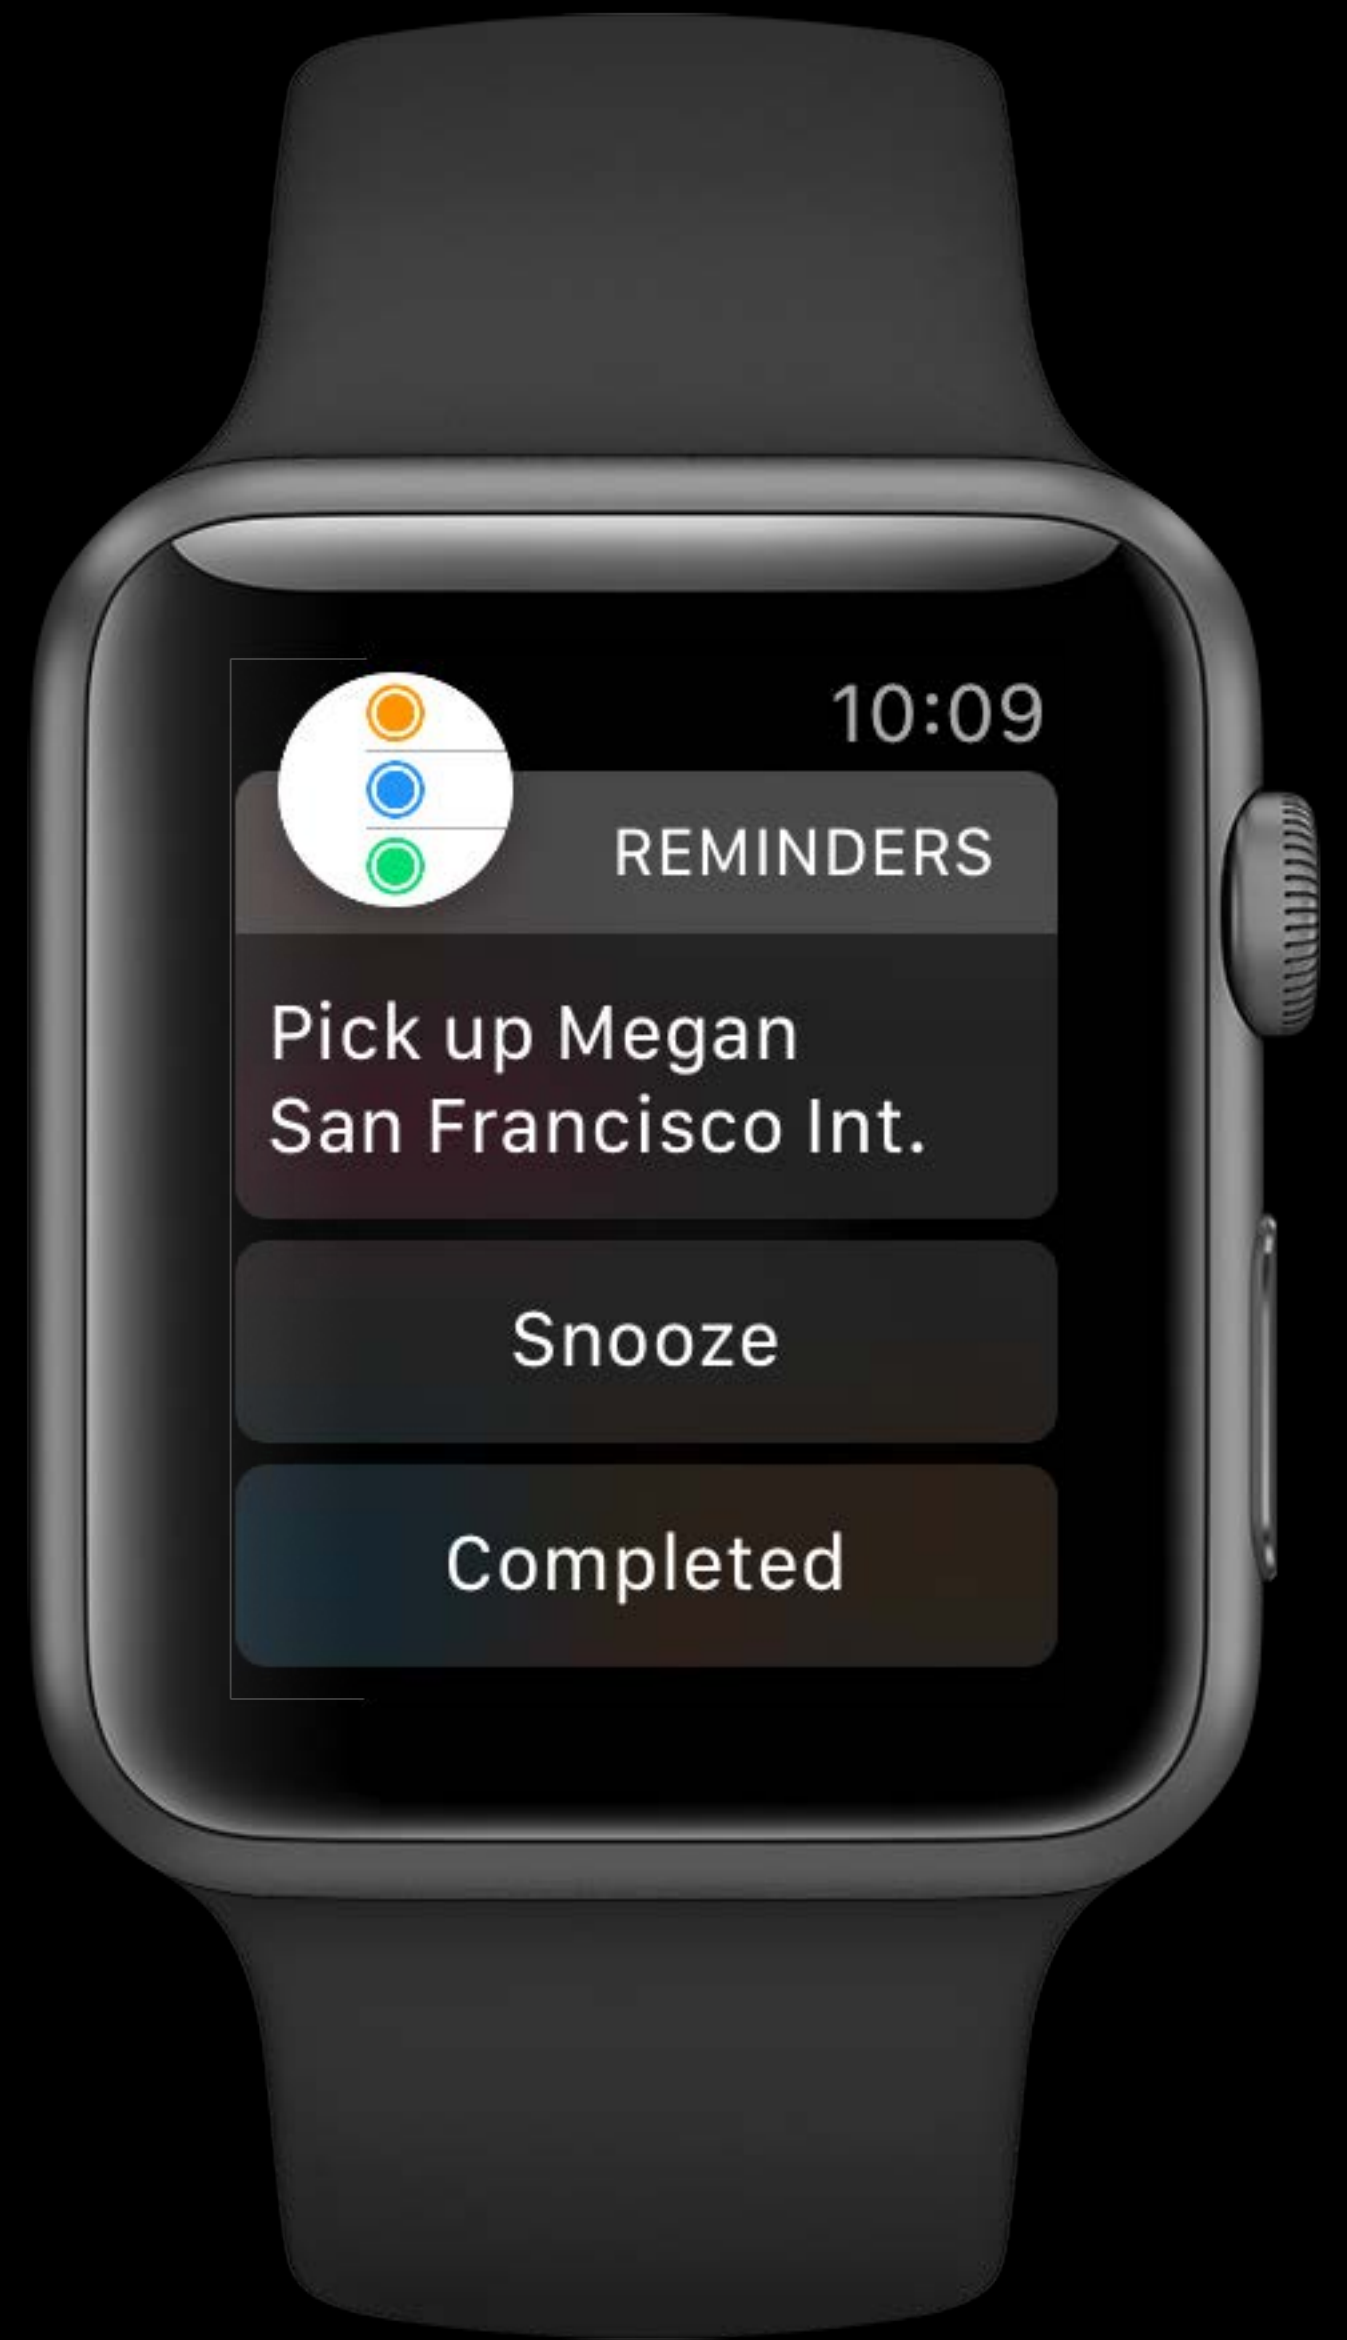 10:09
REMINDERS
Pick up Megan
San Francisco Int.
Snooze
Completed